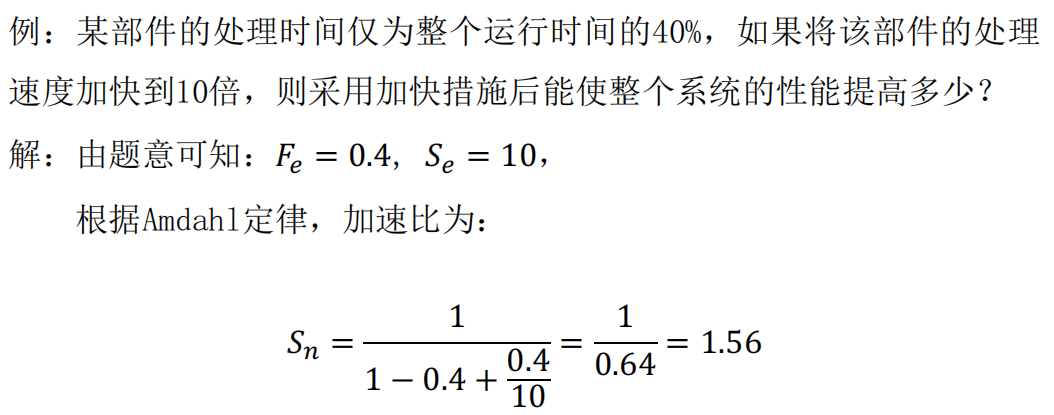 例：某部件的处理时间仅为整个运行时间的40%，如果将该部件的处理
速度加快到10倍，则采用加快措施后能使整个系统的性能提高多少？
解：由题意可知：$F_e = 0.4$，$S_e = 10$，
根据Amdahl定律，加速比为：
$S_n = \frac{1}{1 - 0.4 + \frac{0.4}{10}} = \frac{1}{0.64} = 1.56$